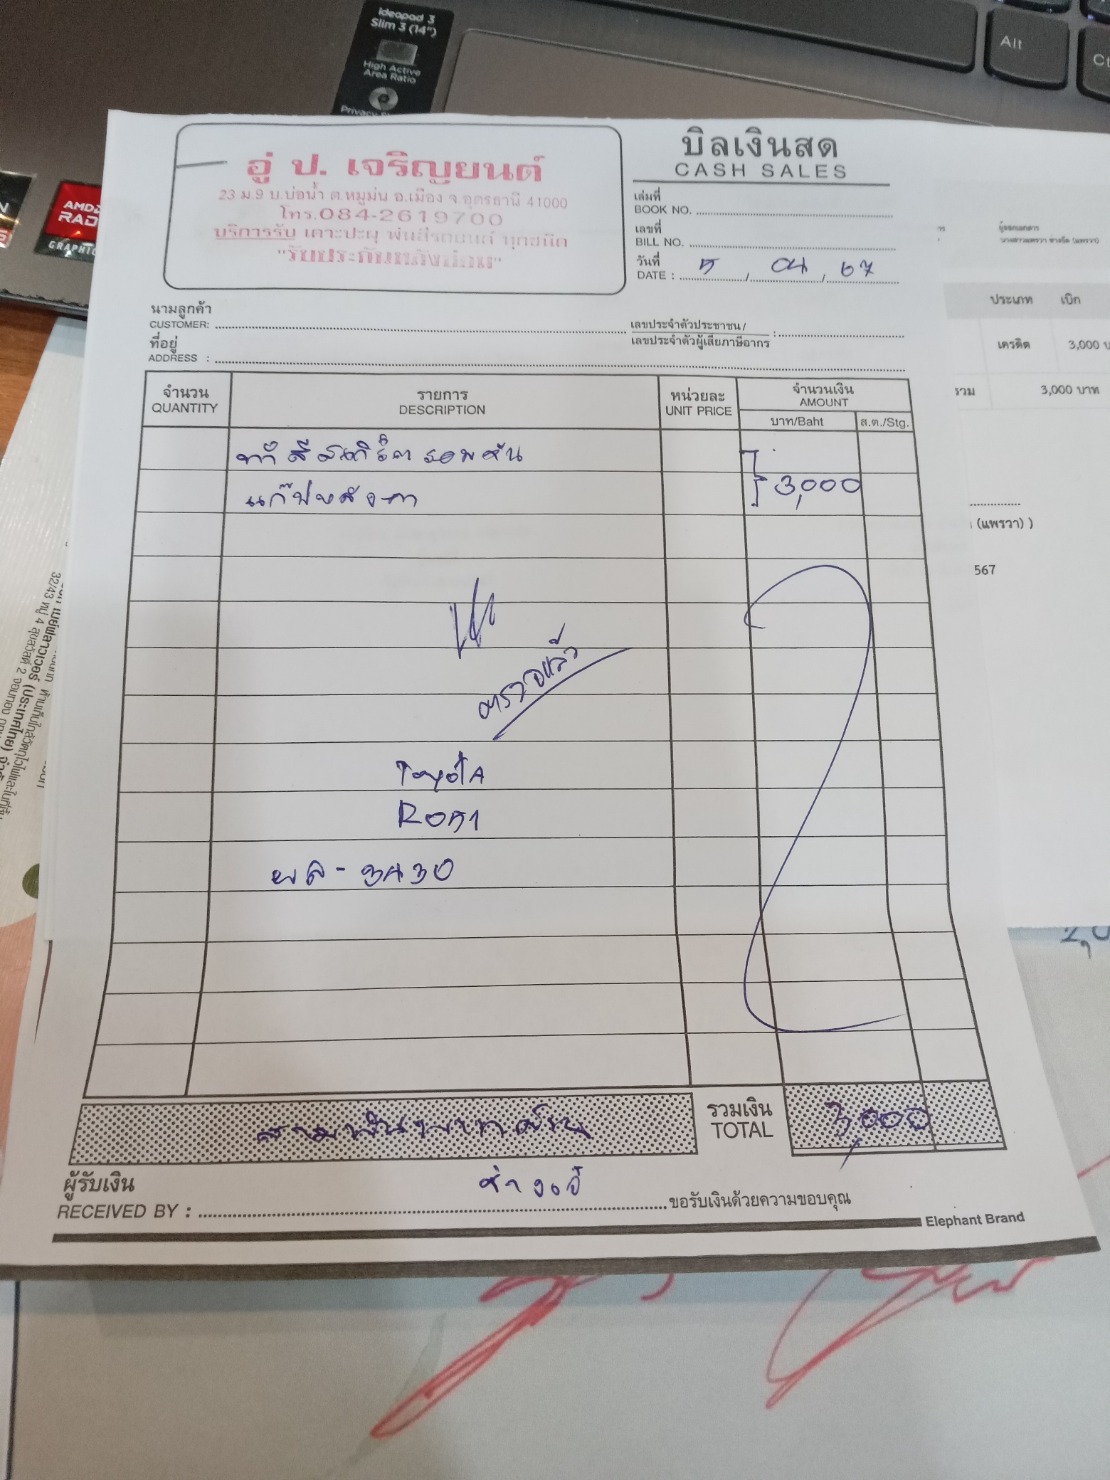 ideapad 3
Slim 3 (14")
High Active
Area Ratio
Alt
AMD
GRAPHIC
อู่ ป. เจริญยนต์
23 ม.9 บ.บ่อน้ำ ต.หมูม่น อ.เมือง จ.อุดรธานี 41000
โทร.084-2619700
บริการรับ เคาะปะผุ พ่นสีรถยนต์ ทุกชนิด
"รับประกันหลังซ่อม"
บิลเงินสด
CASH SALES
เล่มที่
BOOK NO.
เลขที่
BILL NO.
วันที่
DATE : 5 / 04 / 67
นามลูกค้า
CUSTOMER:
เลขประจำตัวประชาชน /
เลขประจำตัวผู้เสียภาษีอากร :
ที่อยู่
ADDRESS :
จำนวน
QUANTITY
รายการ
DESCRIPTION
หน่วยละ
UNIT PRICE
จำนวนเงิน
AMOUNT
บาท/Baht
ส.ต./Stg.
ทำสีสเกิร์ตรอบคัน
แก๊ปหลังคา
3,000
ตรวจแล้ว
Toyota
ผล-3430
สามพันบาทถ้วน
รวมเงิน
TOTAL
3,000
ผู้รับเงิน
RECEIVED BY :
ขอรับเงินด้วยความขอบคุณ
Elephant Brand
ประเภท เบิก
เครดิต 3,000
รวม 3,000 บาท
(แพรวา) )
567